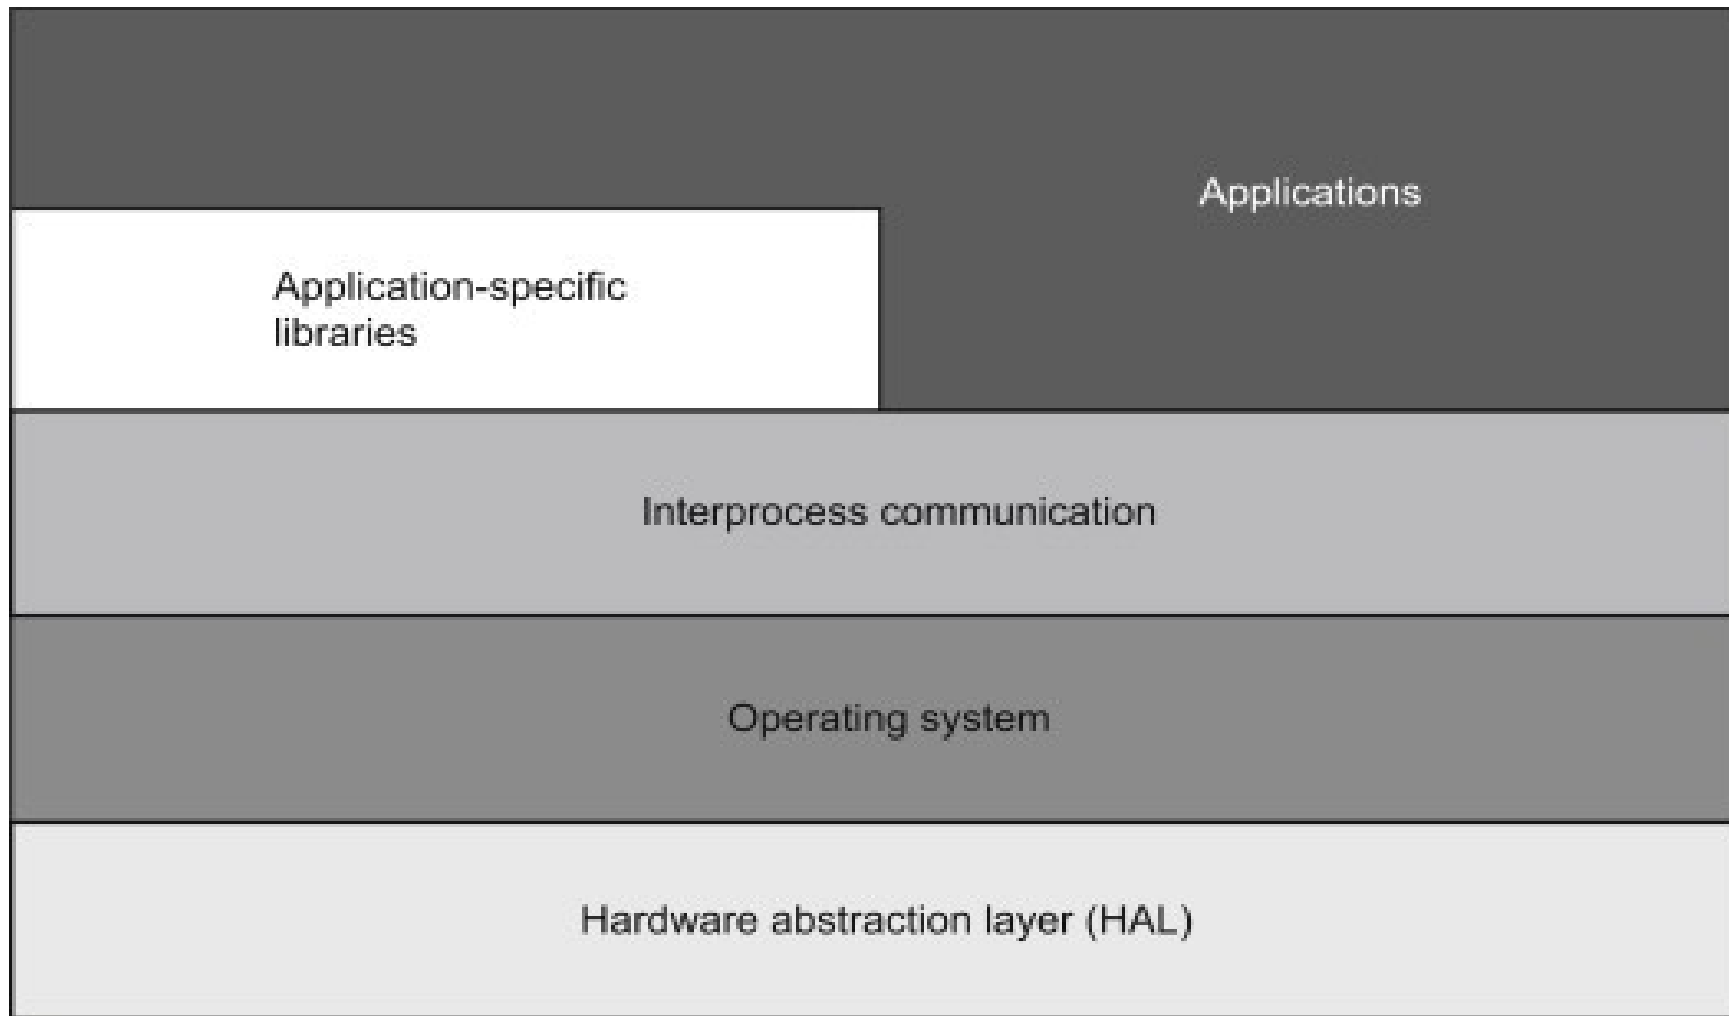 Applications
Application-specific
libraries
Interprocess communication
Operating system
Hardware abstraction layer (HAL)